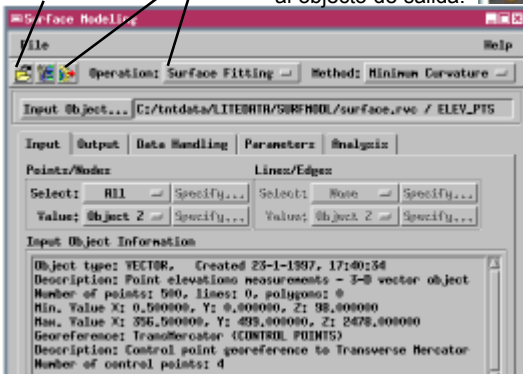 al objecto de salida.
Surface Modeling
File Help
Operation: Surface Fitting Method: Minimum Curvature
Input Object... C:/tntdata/LITEDATA/SURFMODL/surface.rvc / ELEV_PTS
Input Output Data Handling Parameters Analysis
Points/Nodes Lines/Edges
Select: All Specify... Select: None Specify...
Value: Object Z Specify... Value: Object Z Specify...
Input Object Information
Object type: VECTOR, Created 23-1-1997, 17:40:34
Description: Point elevations measurements - 3-D vector object
Number of points: 500, lines: 0, polygons: 0
Min. Value X: 0.500000, Y: 0.000000, Z: 98.000000
Max. Value X: 356.500000, Y: 499.000000, Z: 2478.000000
Georeference: TransMercator (CONTROL POINTS)
Description: Control point georeference to Transverse Mercator
Number of control points: 4